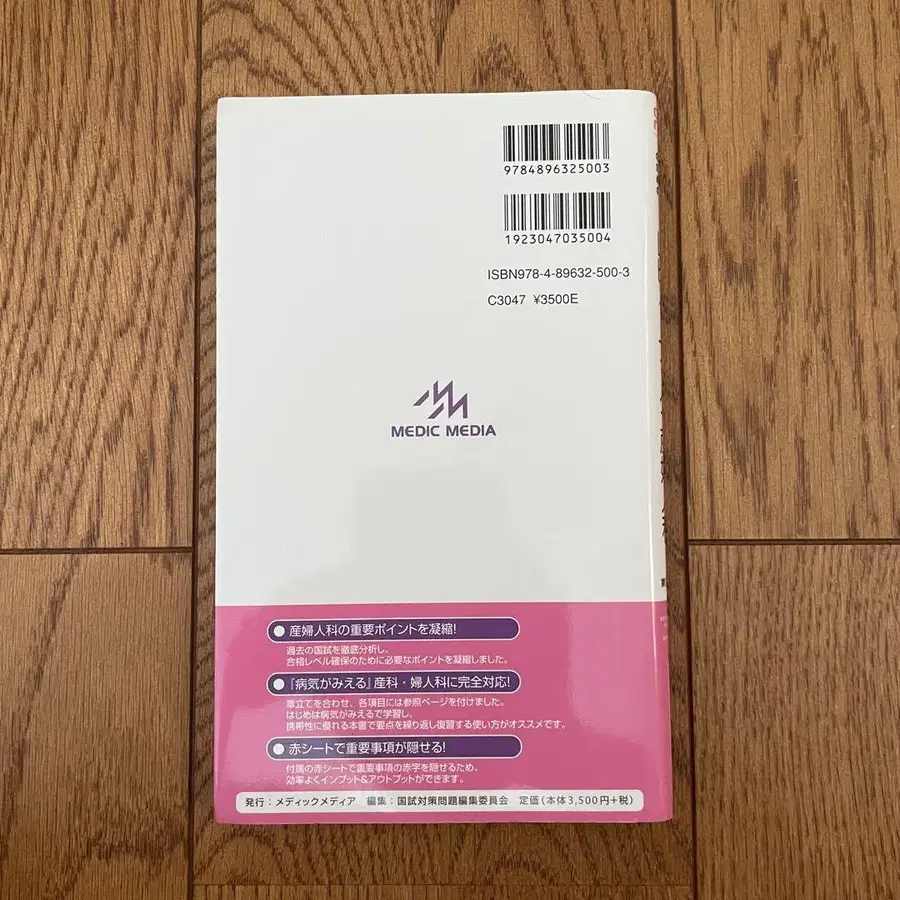 9784896325003
1923047035004
ISBN978-4-89632-500-3
C3047 ¥3500E
MEDIC MEDIA
産婦人科の重要ポイントを凝縮!
過去の国試を徹底分析し、
合格レベル確保のために必要なポイントを凝縮しました。
『病気がみえる』産科・婦人科に完全対応!
章立てを合わせ、各項目には参照ページを付けました。
はじめは病気がみえるで学習し、
携帯性に優れる本書で要点を繰り返し復習する使い方がオススメです。
赤シートで重要事項が隠せる!
付属の赤シートで重要事項の赤字を隠せるため、
効率よくインプット&アウトプットができます。
発行:メディックメディア 編集:国試対策問題編集委員会 定価(本体3,500円+税)